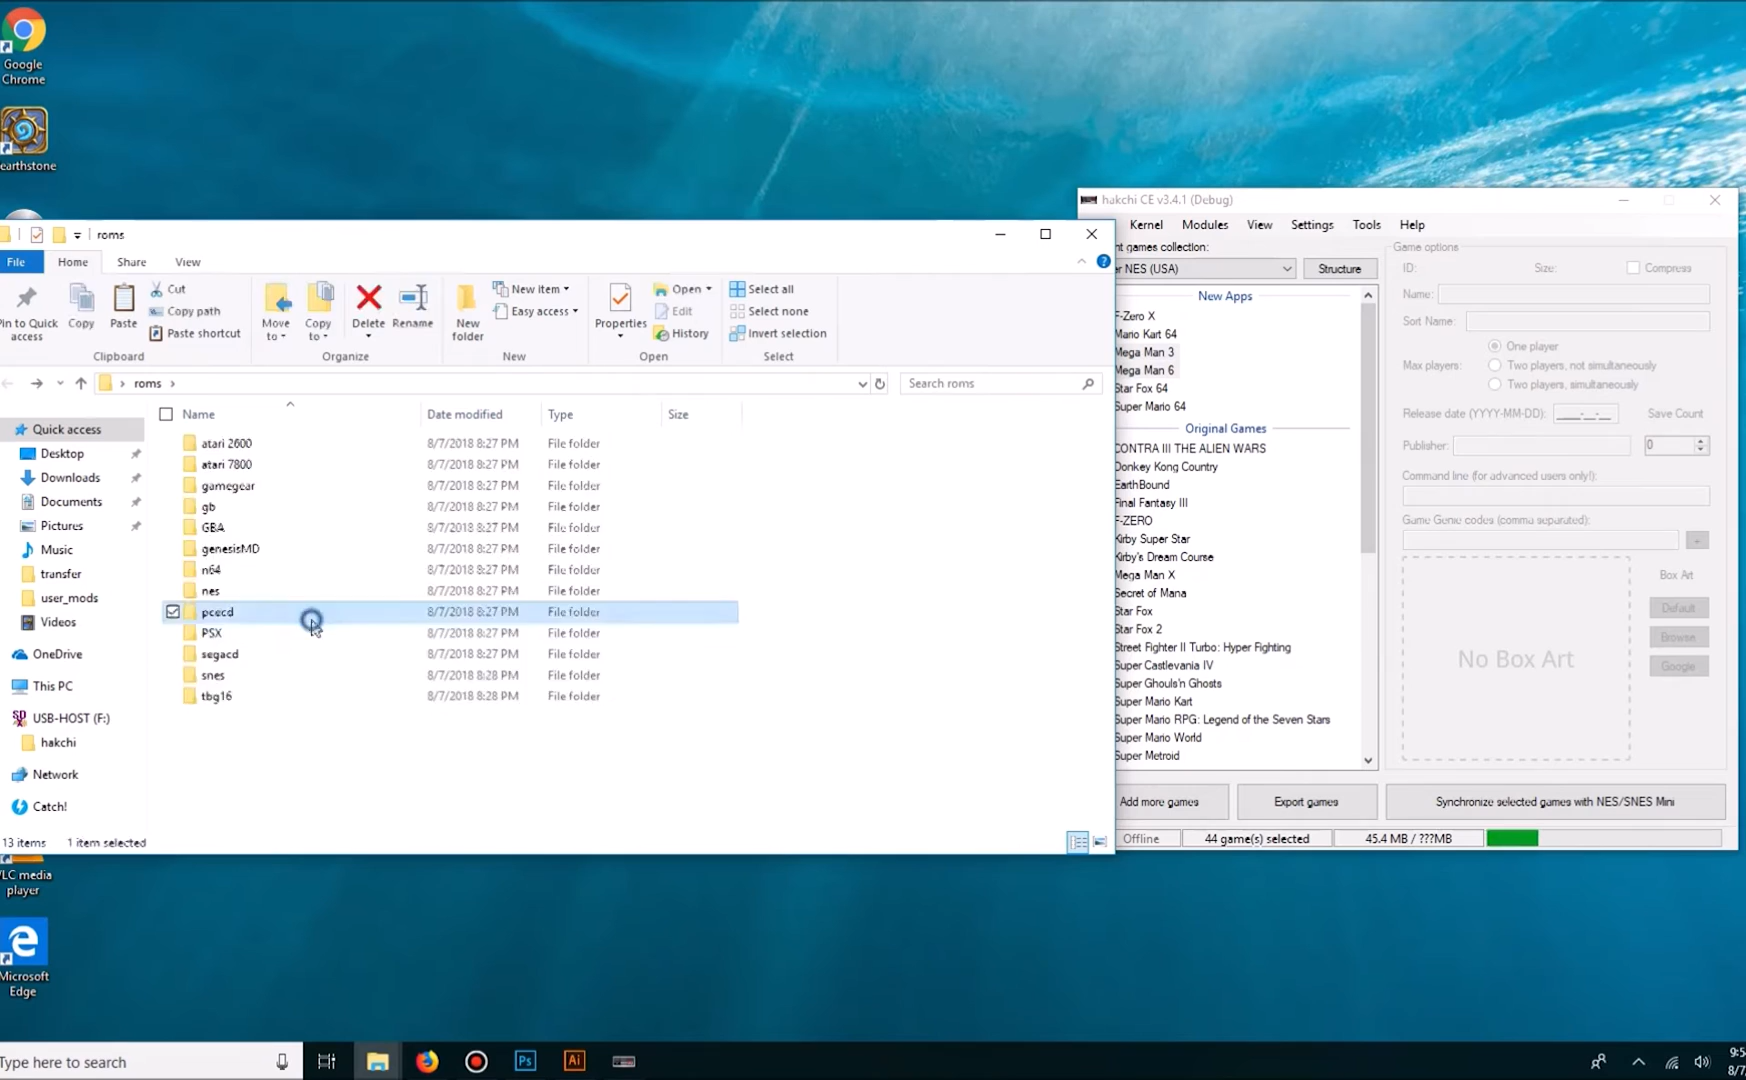 Google
Chrome
earthstone
roms
File
Home
Share
View
Pin to Quick
access
Copy
Paste
Cut
Copy path
Paste shortcut
Clipboard
Move
to
Copy
to
Delete
Rename
Organize
New
folder
New item
Easy access
New
Properties
Open
Edit
History
Open
Select all
Select none
Invert selection
Select
roms
Search roms
Name
Date modified
Type
Size
Quick access
Desktop
Downloads
Documents
Pictures
Music
transfer
user_mods
Videos
OneDrive
This PC
USB-HOST (F:)
hakchi
Network
Catch!
atari 2600 8/7/2018 8:27 PM File folder
atari 7800 8/7/2018 8:27 PM File folder
gamegear 8/7/2018 8:27 PM File folder
gb 8/7/2018 8:27 PM File folder
GBA 8/7/2018 8:27 PM File folder
genesisMD 8/7/2018 8:27 PM File folder
n64 8/7/2018 8:27 PM File folder
nes 8/7/2018 8:27 PM File folder
pcecd 8/7/2018 8:27 PM File folder
PSX 8/7/2018 8:27 PM File folder
segacd 8/7/2018 8:27 PM File folder
snes 8/7/2018 8:28 PM File folder
tbg16 8/7/2018 8:28 PM File folder
13 items 1 item selected
hakchi CE v3.4.1 (Debug)
Kernel Modules View Settings Tools Help
nt games collection:
er NES (USA)
Structure
New Apps
F-Zero X
Mario Kart 64
Mega Man 3
Mega Man 6
Star Fox 64
Super Mario 64
Original Games
CONTRA III THE ALIEN WARS
Donkey Kong Country
EarthBound
Final Fantasy III
F-ZERO
Kirby Super Star
Kirby's Dream Course
Mega Man X
Secret of Mana
Star Fox
Star Fox 2
Street Fighter II Turbo: Hyper Fighting
Super Castlevania IV
Super Ghouls'n Ghosts
Super Mario Kart
Super Mario RPG: Legend of the Seven Stars
Super Mario World
Super Metroid
Game options
ID:
Size:
Compress
Name:
Sort Name:
Max players:
One player
Two players, not simultaneously
Two players, simultaneously
Release date (YYYY-MM-DD): ____-__-__
Save Count
Publisher:
0
Command line (for advanced users only!):
Game Genie codes (comma separated):
+
No Box Art
Box Art
Default
Browse
Google
Add more games
Export games
Synchronize selected games with NES/SNES Mini
Offline
44 game(s) selected
45.4 MB / ???MB
VLC media
player
Microsoft
Edge
Type here to search
Ps
Ai
9:5
8/7